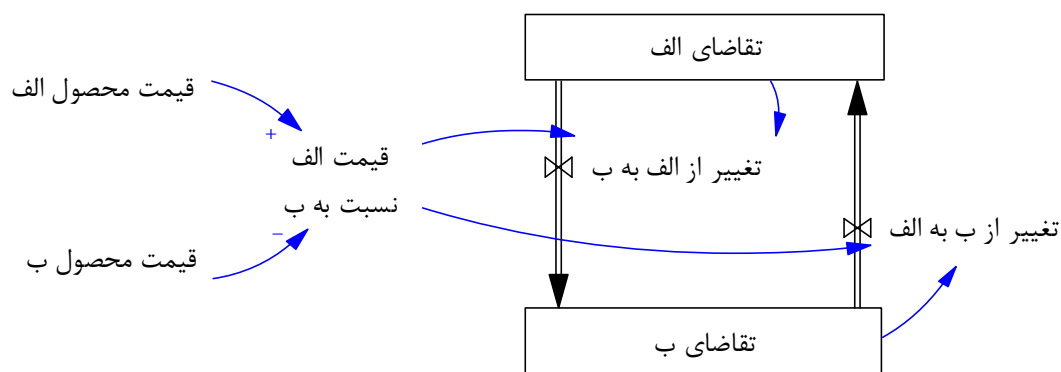 تقاضای الف
قیمت محصول الف
+
قیمت الف
نسبت به ب
تغییر از الف به ب
–
تغییر از ب به الف
قیمت محصول ب
تقاضای ب